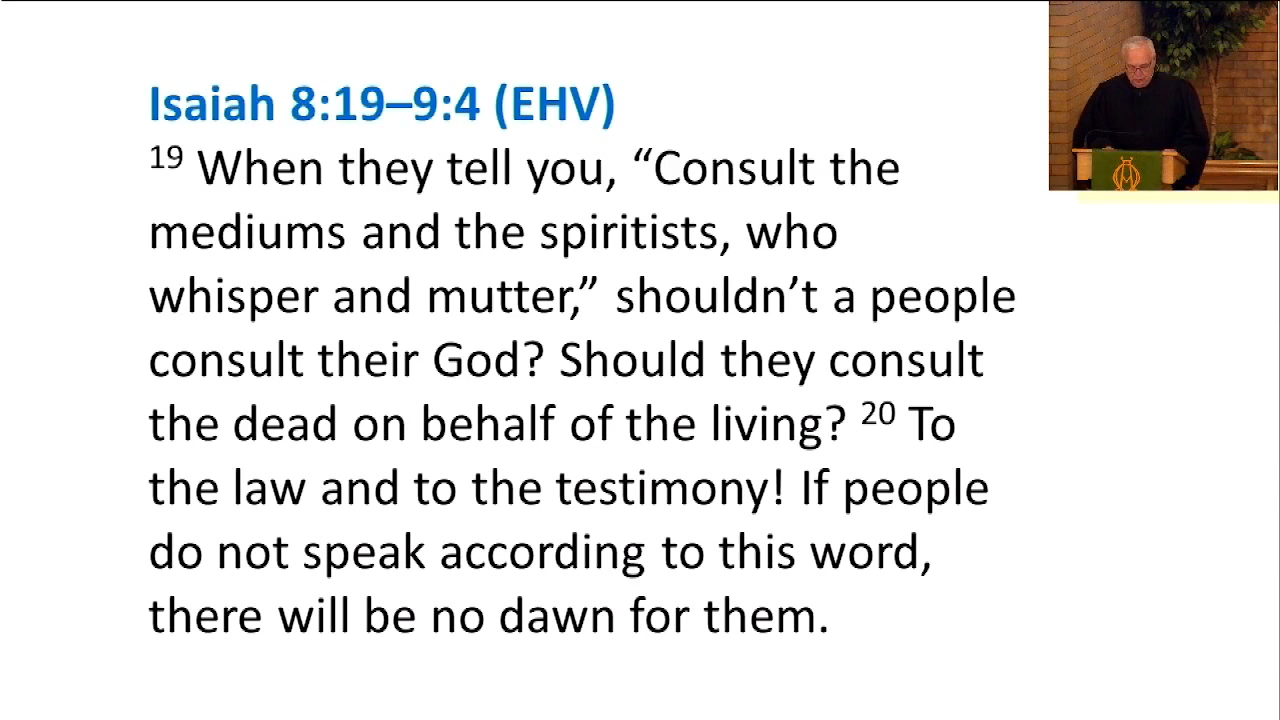 Isaiah 8:19–9:4 (EHV)
19 When they tell you, “Consult the
mediums and the spiritists, who
whisper and mutter,” shouldn’t a people
consult their God? Should they consult
the dead on behalf of the living? 20 To
the law and to the testimony! If people
do not speak according to this word,
there will be no dawn for them.